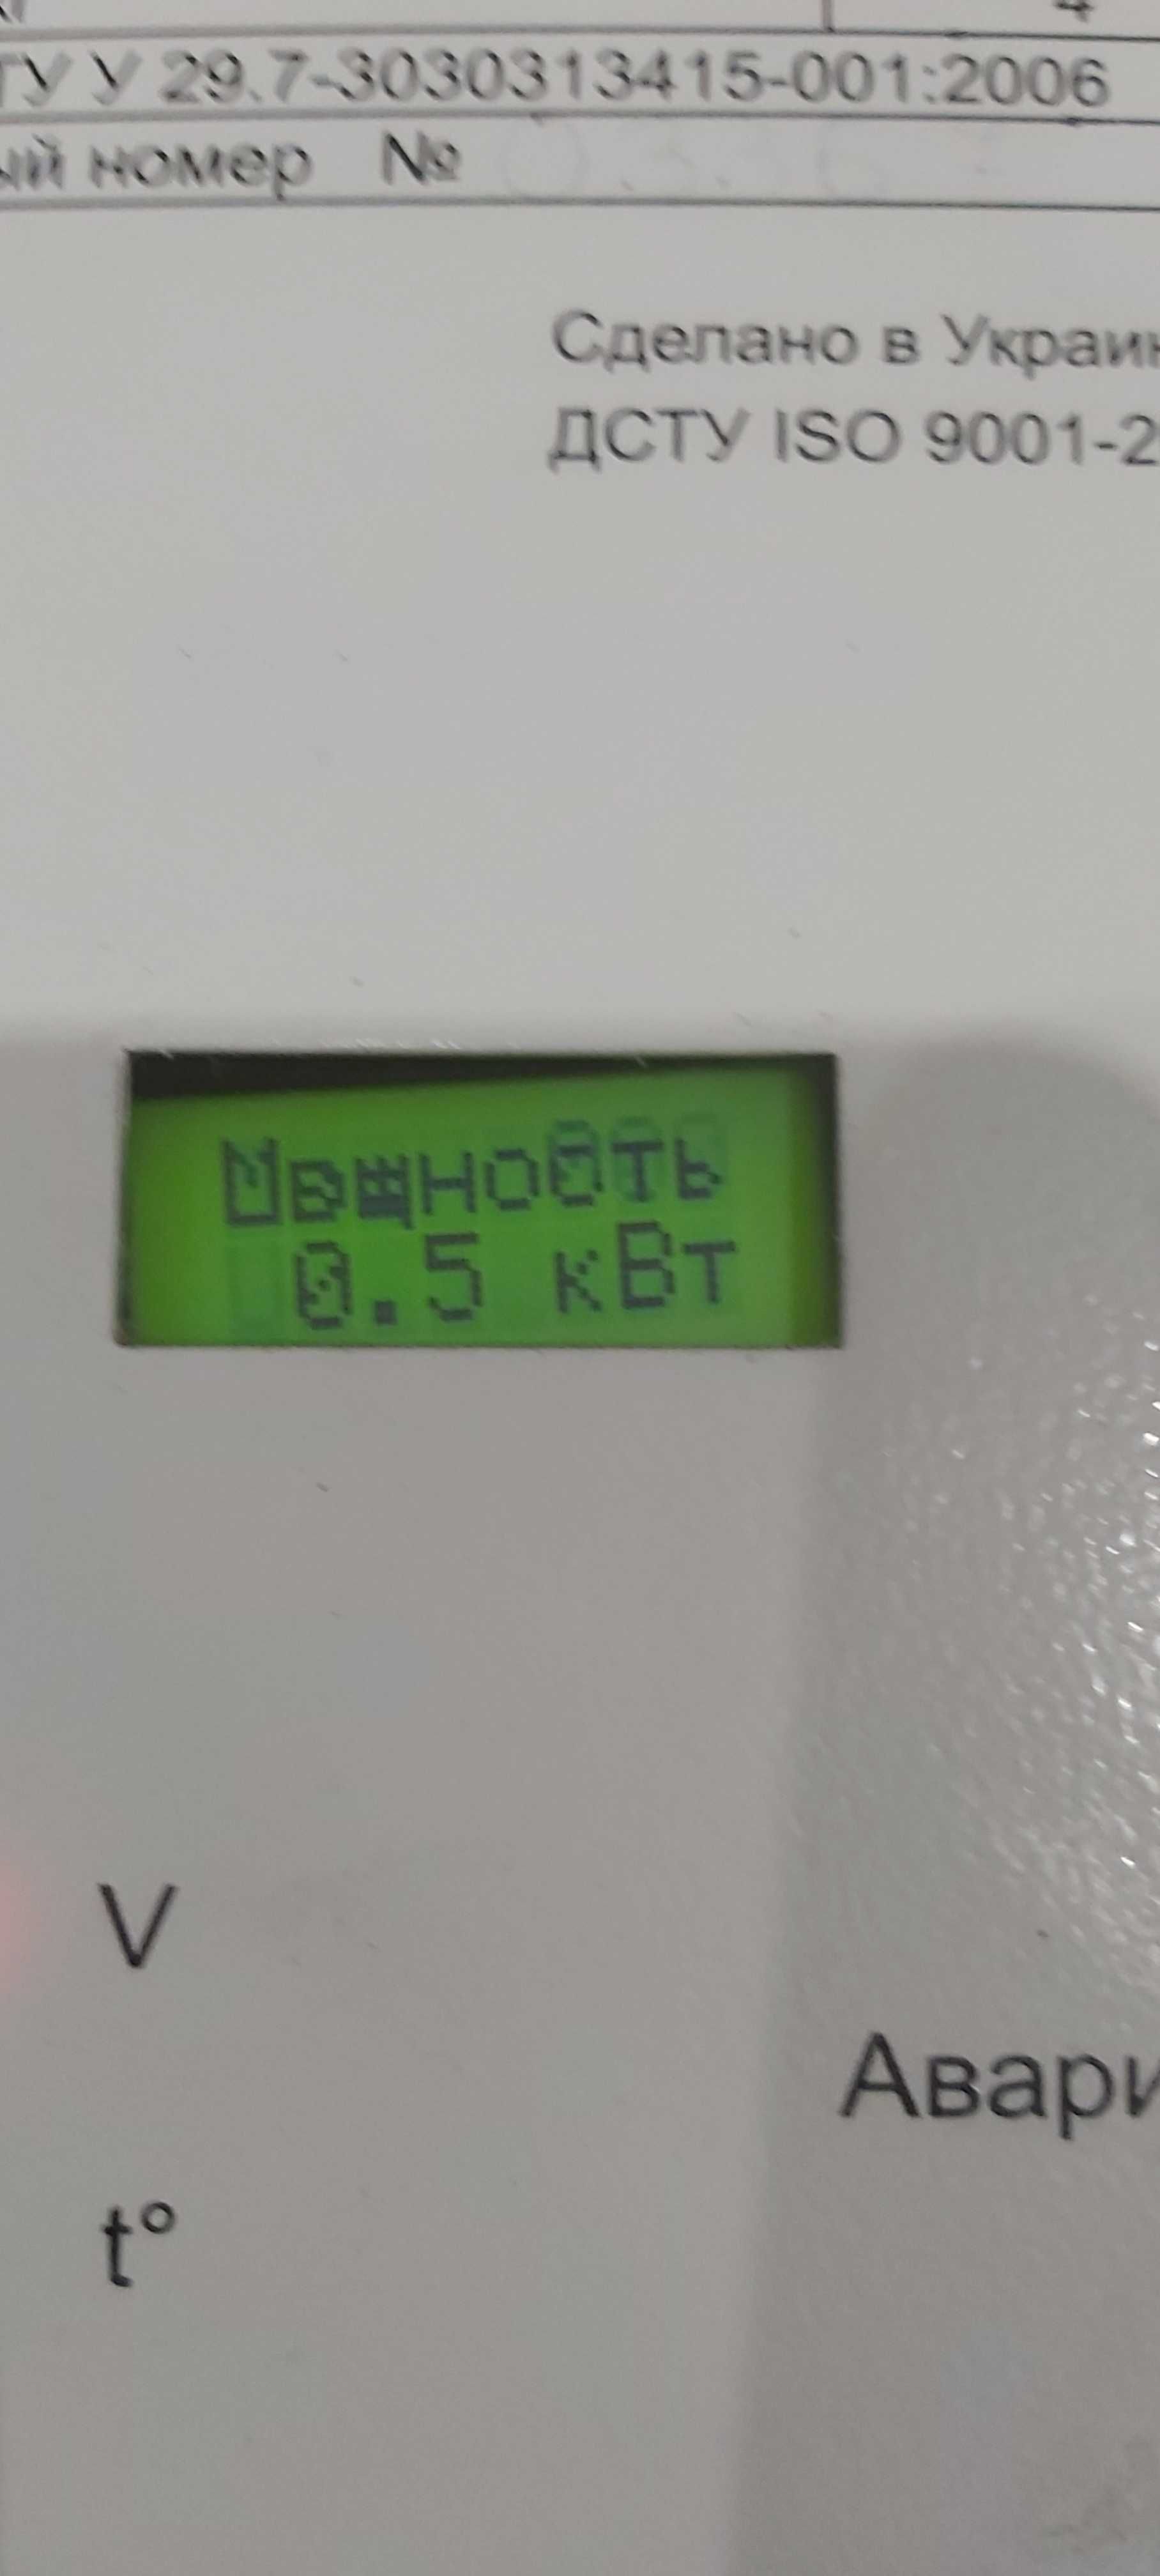 ТУ У 29.7-3030313415-001:2006
ый номер №
Сделано в Украин
ДСТУ ISO 9001-2
Мощность
0.5 кВт
V
Авари
t°